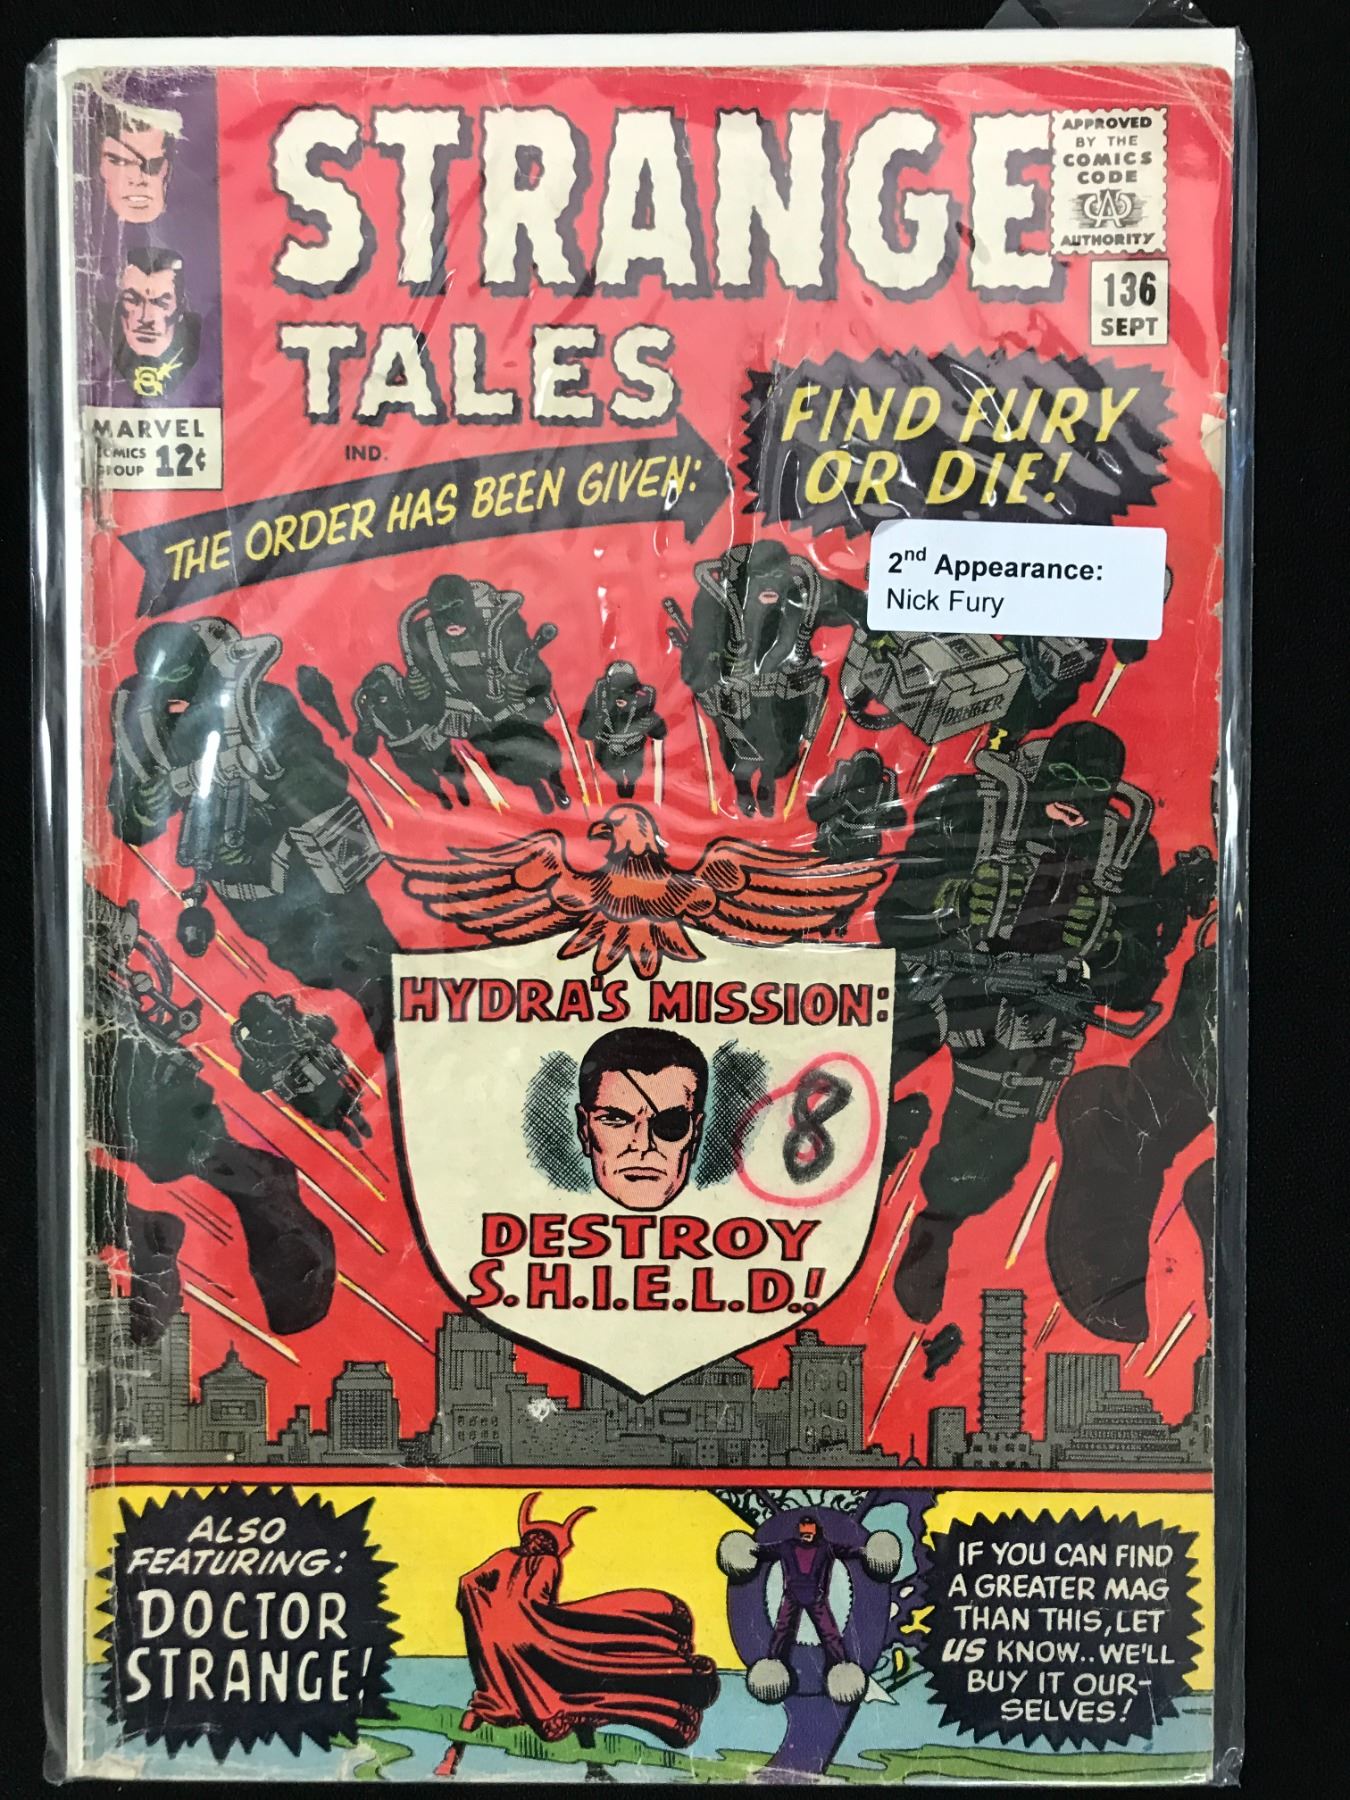 STRANGE
TALES
APPROVED
BY THE
COMICS
CODE
CA
AUTHORITY
136
SEPT
MARVEL
COMICS
GROUP 12¢
IND.
THE ORDER HAS BEEN GIVEN:
FIND FURY
OR DIE!
2nd Appearance:
Nick Fury
DANGER
HYDRA'S MISSION:
8
DESTROY
S.H.I.E.L.D.!
ALSO
FEATURING:
DOCTOR
STRANGE!
IF YOU CAN FIND
A GREATER MAG
THAN THIS, LET
US KNOW..WE'LL
BUY IT OUR-
SELVES!